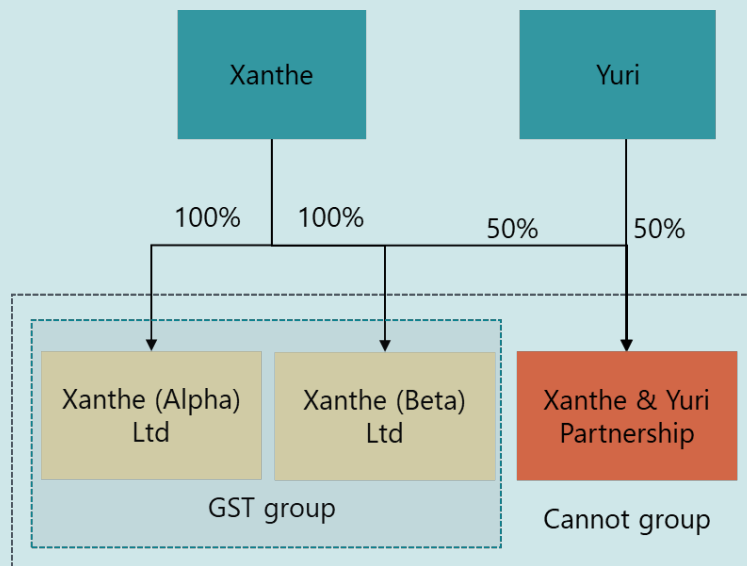 Xanthe
Yuri
100%
100%
50%
50%
Xanthe (Alpha)
Ltd
Xanthe (Beta)
Ltd
Xanthe & Yuri
Partnership
GST group
Cannot group